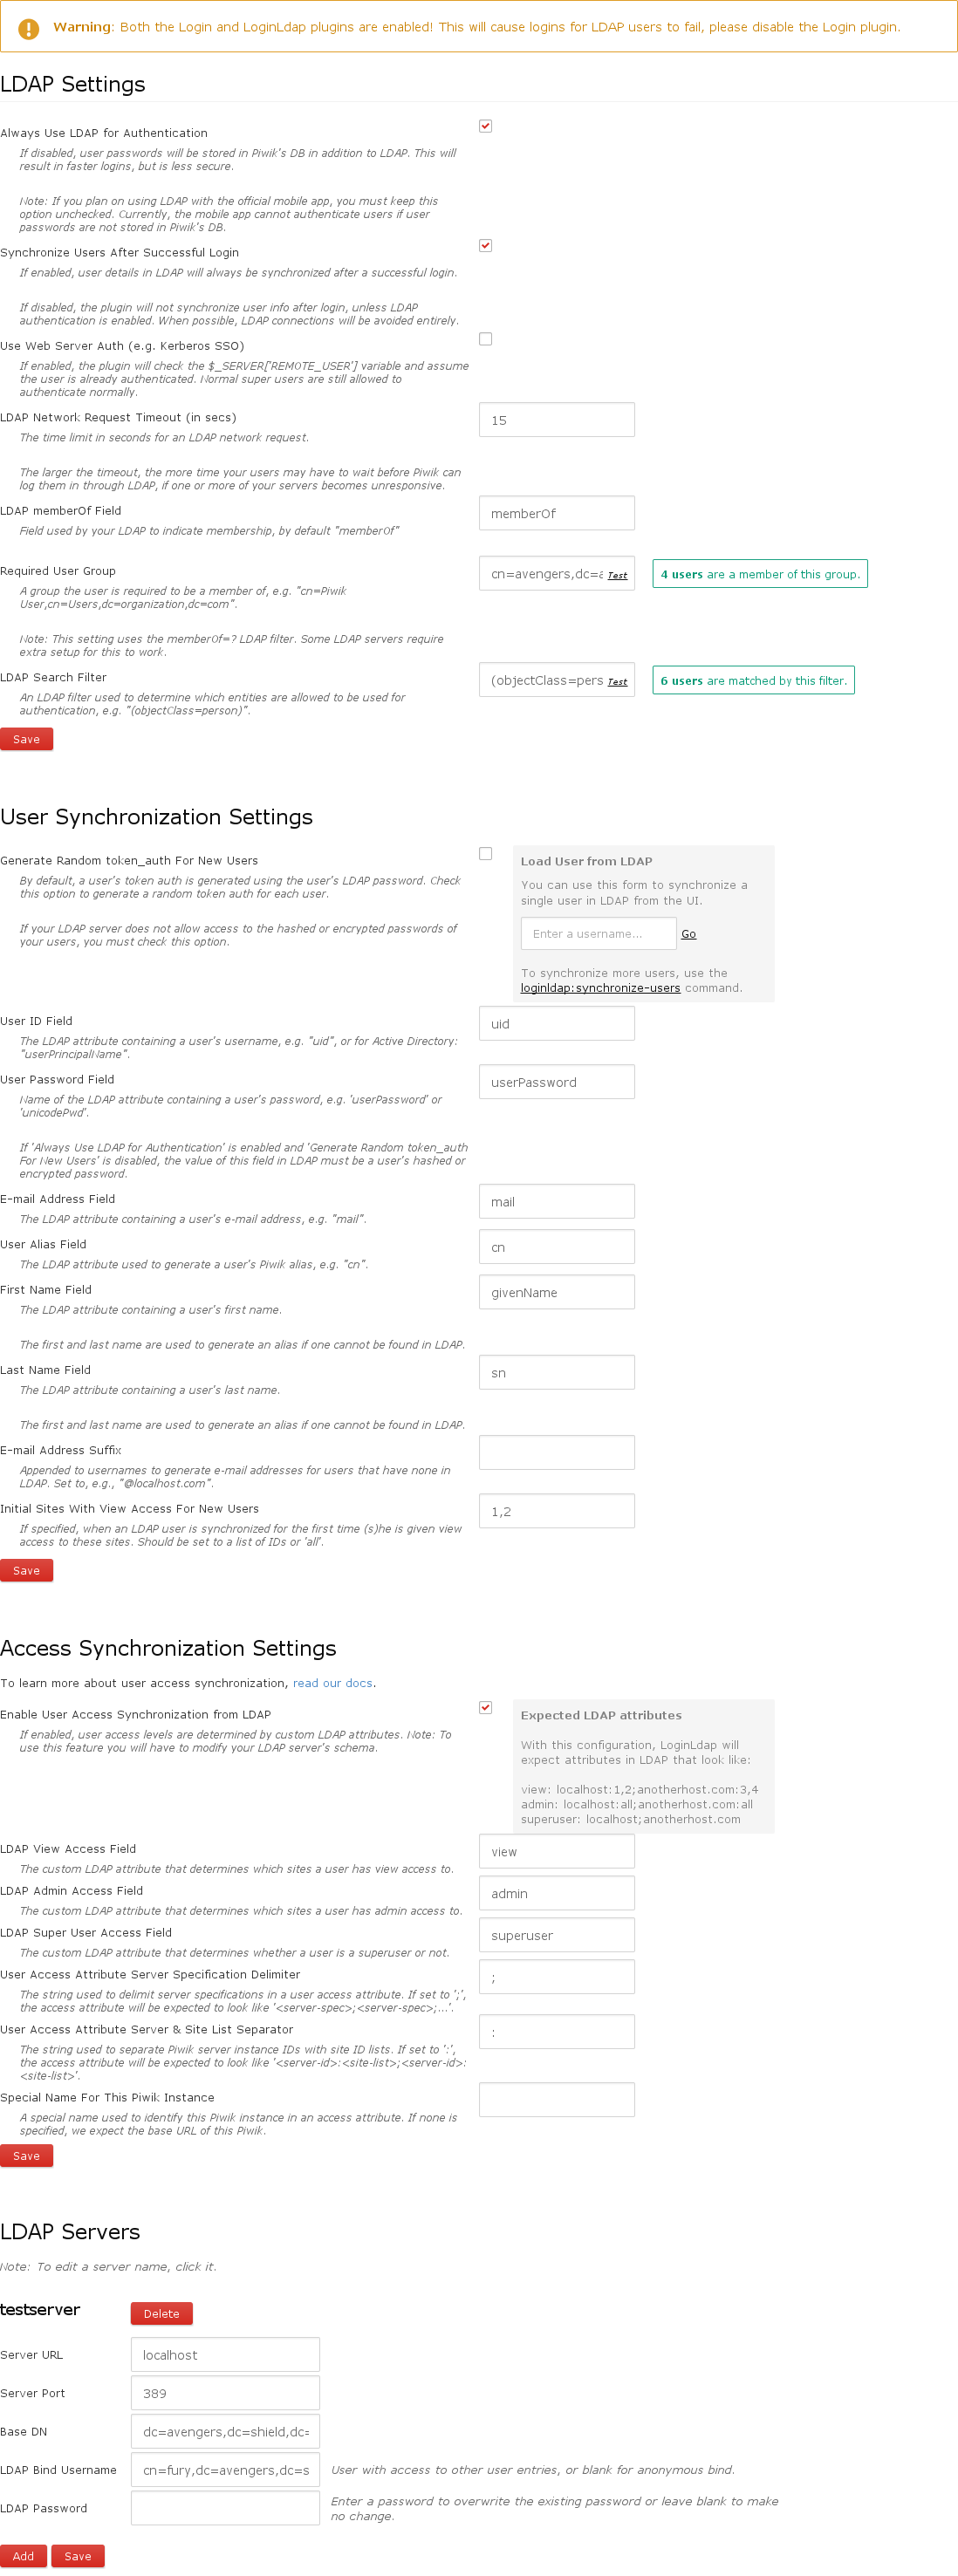 Warning: Both the Login and LoginLdap plugins are enabled! This will cause logins for LDAP users to fail, please disable the Login plugin.
LDAP Settings
Always Use LDAP for Authentication
If disabled, user passwords will be stored in Piwik's DB in addition to LDAP. This will
result in faster logins, but is less secure.
Note: If you plan on using LDAP with the official mobile app, you must keep this
option unchecked. Currently, the mobile app cannot authenticate users if user
passwords are not stored in Piwik's DB.
Synchronize Users After Successful Login
If enabled, user details in LDAP will always be synchronized after a successful login.
If disabled, the plugin will not synchronize user info after login, unless LDAP
authentication is enabled. When possible, LDAP connections will be avoided entirely.
Use Web Server Auth (e.g. Kerberos SSO)
If enabled, the plugin will check the $_SERVER['REMOTE_USER'] variable and assume
the user is already authenticated. Normal super users are still allowed to
authenticate normally.
LDAP Network Request Timeout (in secs)
15
The time limit in seconds for an LDAP network request.
The larger the timeout, the more time your users may have to wait before Piwik can
log them in through LDAP, if one or more of your servers becomes unresponsive.
LDAP memberOf Field
memberOf
Field used by your LDAP to indicate membership, by default "memberOf"
Required User Group
cn=avengers,dc=a Test
4 users are a member of this group.
A group the user is required to be a member of, e.g. "cn=Piwik
User,cn=Users,dc=organization,dc=com".
Note: This setting uses the memberOf=? LDAP filter. Some LDAP servers require
extra setup for this to work.
LDAP Search Filter
(objectClass=pers Test
6 users are matched by this filter.
An LDAP filter used to determine which entities are allowed to be used for
authentication, e.g. "(objectClass=person)".
Save
User Synchronization Settings
Generate Random token_auth For New Users
By default, a user's token auth is generated using the user's LDAP password. Check
this option to generate a random token auth for each user.
If your LDAP server does not allow access to the hashed or encrypted passwords of
your users, you must check this option.
Load User from LDAP
You can use this form to synchronize a
single user in LDAP from the UI.
Enter a username... Go
To synchronize more users, use the
loginldap:synchronize-users command.
User ID Field
uid
The LDAP attribute containing a user's username, e.g. "uid", or for Active Directory:
"userPrincipalName".
User Password Field
userPassword
Name of the LDAP attribute containing a user's password, e.g. 'userPassword' or
'unicodePwd'.
If 'Always Use LDAP for Authentication' is enabled and 'Generate Random token_auth
For New Users' is disabled, the value of this field in LDAP must be a user's hashed or
encrypted password.
E-mail Address Field
mail
The LDAP attribute containing a user's e-mail address, e.g. "mail".
User Alias Field
cn
The LDAP attribute used to generate a user's Piwik alias, e.g. "cn".
First Name Field
givenName
The LDAP attribute containing a user's first name.
The first and last name are used to generate an alias if one cannot be found in LDAP.
Last Name Field
sn
The LDAP attribute containing a user's last name.
The first and last name are used to generate an alias if one cannot be found in LDAP.
E-mail Address Suffix
Appended to usernames to generate e-mail addresses for users that have none in
LDAP. Set to, e.g., "@localhost.com".
Initial Sites With View Access For New Users
1,2
If specified, when an LDAP user is synchronized for the first time (s)he is given view
access to these sites. Should be set to a list of IDs or 'all'.
Save
Access Synchronization Settings
To learn more about user access synchronization, read our docs.
Enable User Access Synchronization from LDAP
If enabled, user access levels are determined by custom LDAP attributes. Note: To
use this feature you will have to modify your LDAP server's schema.
Expected LDAP attributes
With this configuration, LoginLdap will
expect attributes in LDAP that look like:
view: localhost:1,2;anotherhost.com:3,4
admin: localhost:all;anotherhost.com:all
superuser: localhost;anotherhost.com
LDAP View Access Field
view
The custom LDAP attribute that determines which sites a user has view access to.
LDAP Admin Access Field
admin
The custom LDAP attribute that determines which sites a user has admin access to.
LDAP Super User Access Field
superuser
The custom LDAP attribute that determines whether a user is a superuser or not.
User Access Attribute Server Specification Delimiter
;
The string used to delimit server specifications in a user access attribute. If set to ';',
the access attribute will be expected to look like '<server-spec>;<server-spec>;...'.
User Access Attribute Server & Site List Separator
:
The string used to separate Piwik server instance IDs with site ID lists. If set to ':',
the access attribute will be expected to look like '<server-id>:<site-list>;<server-id>:
<site-list>'.
Special Name For This Piwik Instance
A special name used to identify this Piwik instance in an access attribute. If none is
specified, we expect the base URL of this Piwik.
Save
LDAP Servers
Note: To edit a server name, click it.
testserver
Delete
Server URL
localhost
Server Port
389
Base DN
dc=avengers,dc=shield,dc=
LDAP Bind Username
cn=fury,dc=avengers,dc=s
User with access to other user entries, or blank for anonymous bind.
LDAP Password
Enter a password to overwrite the existing password or leave blank to make
no change.
Add Save